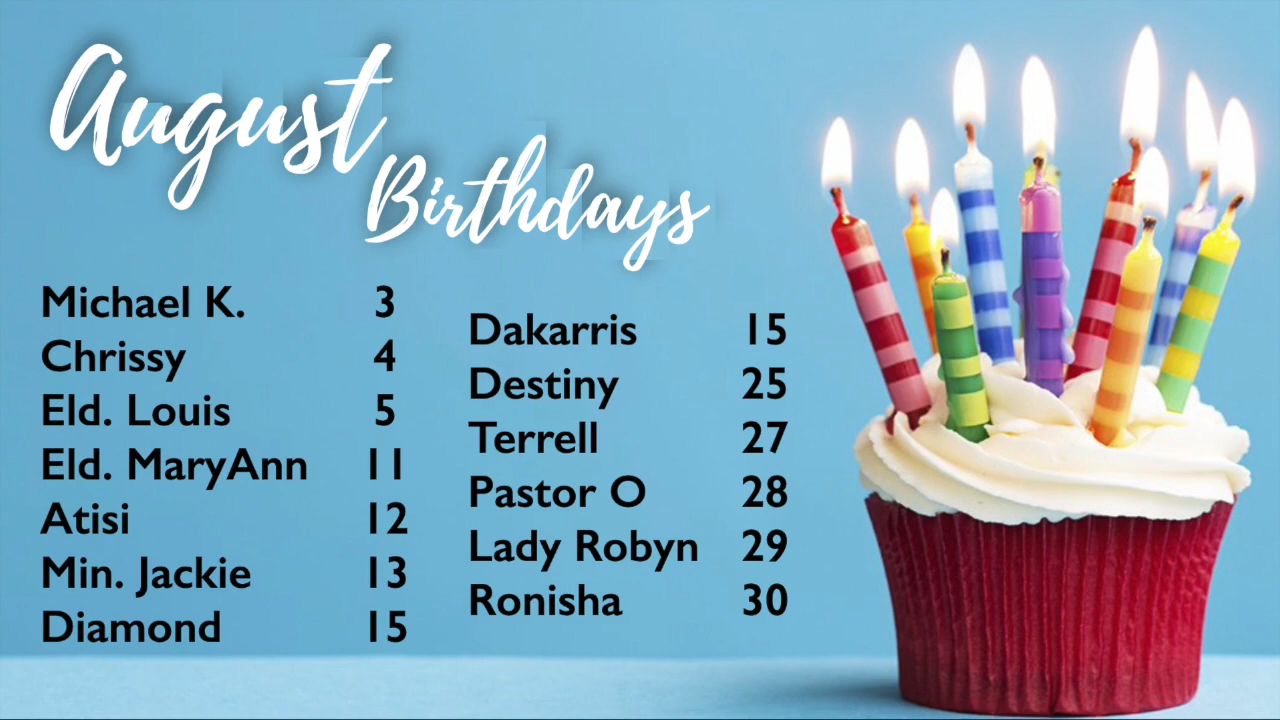 August
Birthdays
Michael K. 3
Chrissy 4
Eld. Louis 5
Eld. MaryAnn 11
Atisi 12
Min. Jackie 13
Diamond 15
Dakarris 15
Destiny 25
Terrell 27
Pastor O 28
Lady Robyn 29
Ronisha 30